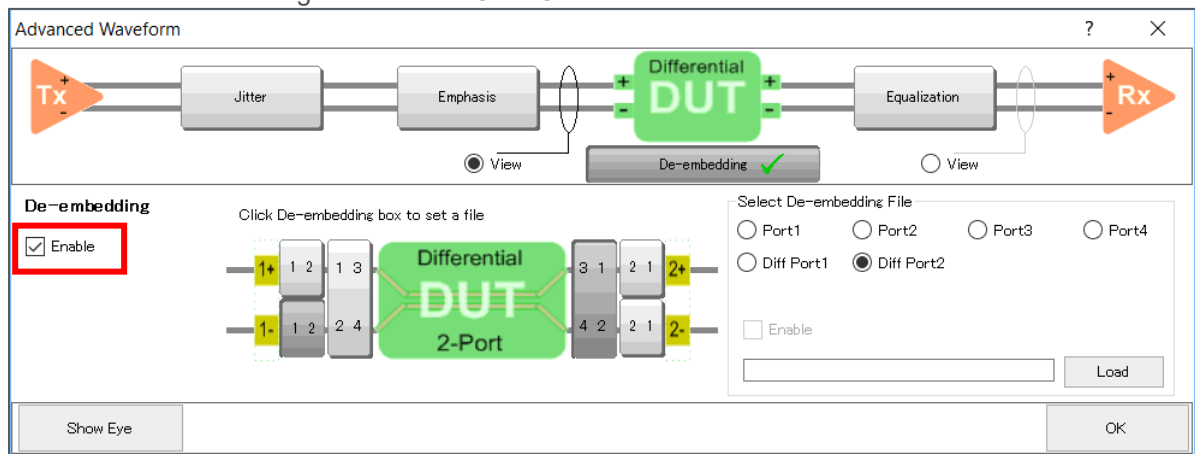 Advanced Waveform ? ×
Tx + - Jitter Emphasis + - Differential DUT + - Equalization + - Rx
View De-embedding ✓ View
De-embedding
Enable
Click De-embedding box to set a file
1+ 1 2 1 3 Differential 3 1 2 1 2+
DUT
1- 1 2 2 4 2-Port 4 2 2 1 2-
Select De-embedding File
Port1 Port2 Port3 Port4
Diff Port1 Diff Port2
Enable
Load
Show Eye OK